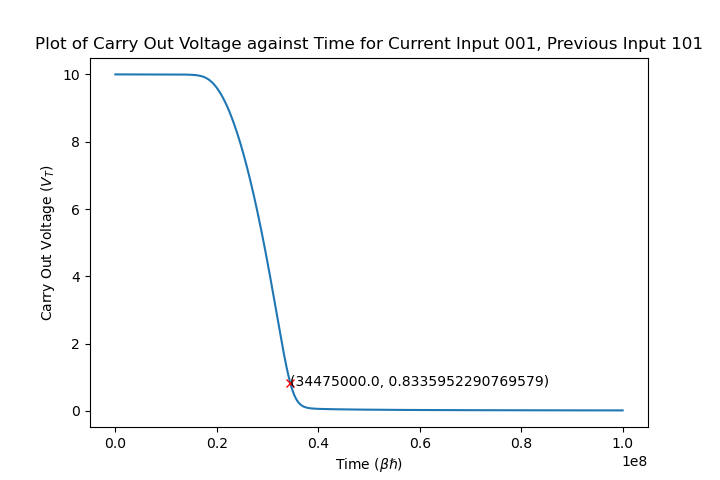 Plot of Carry Out Voltage against Time for Current Input 001, Previous Input 101
10
8
6
4
2
0
Carry Out Voltage (V_T)
(34475000.0, 0.8335952290769579)
0.0 0.2 0.4 0.6 0.8 1.0
1e8
Time (βℏ)